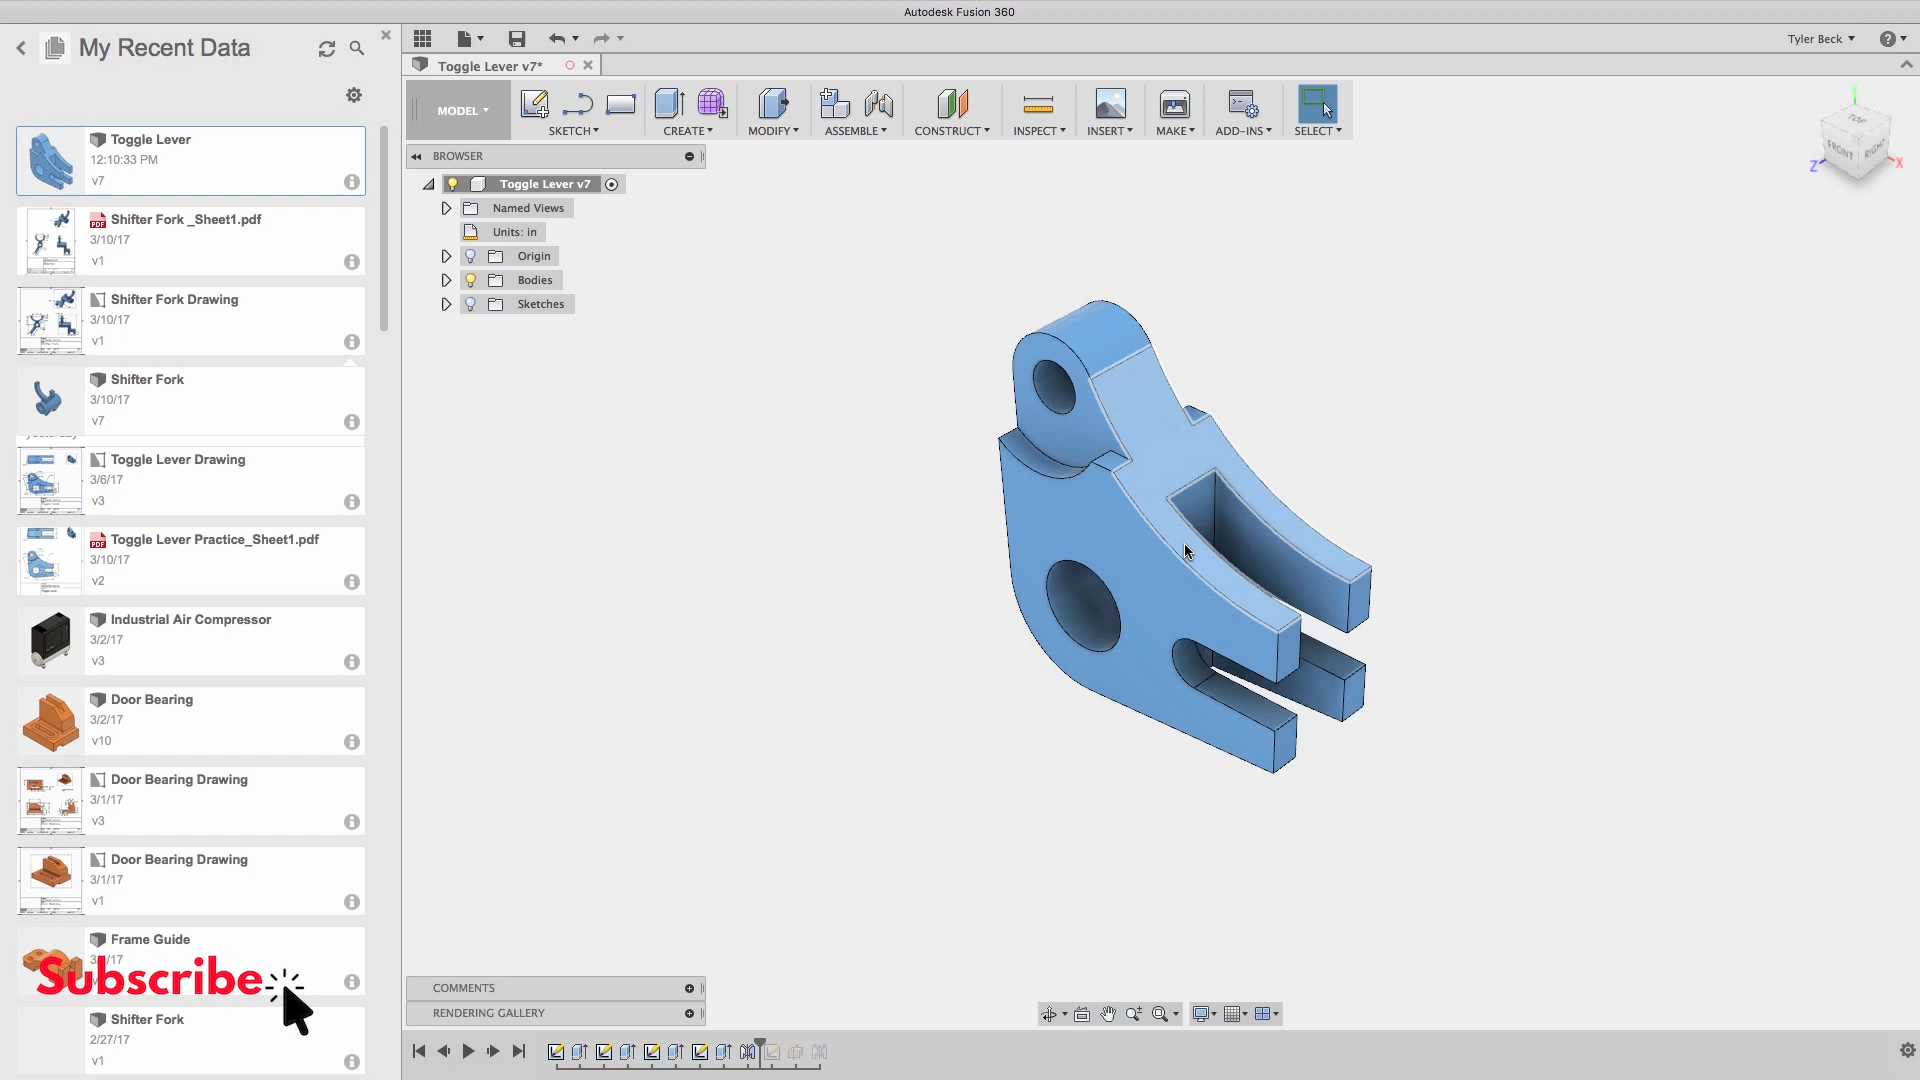 Autodesk Fusion 360
My Recent Data
Tyler Beck
Toggle Lever v7*
MODEL
SKETCH
CREATE
MODIFY
ASSEMBLE
CONSTRUCT
INSPECT
INSERT
MAKE
ADD-INS
SELECT
TOP
FRONT
RIGHT
Y
Z
X
BROWSER
Toggle Lever v7
Named Views
Units: in
Origin
Bodies
Sketches
Toggle Lever
12:10:33 PM
v7
PDF
Shifter Fork _Sheet1.pdf
3/10/17
v1
Shifter Fork Drawing
3/10/17
v1
Shifter Fork
3/10/17
v7
Toggle Lever Drawing
3/6/17
v3
PDF
Toggle Lever Practice_Sheet1.pdf
3/10/17
v2
Industrial Air Compressor
3/2/17
v3
Door Bearing
3/2/17
v10
Door Bearing Drawing
3/1/17
v3
Door Bearing Drawing
3/1/17
v1
Frame Guide
Subscribe
Shifter Fork
2/27/17
v1
COMMENTS
RENDERING GALLERY